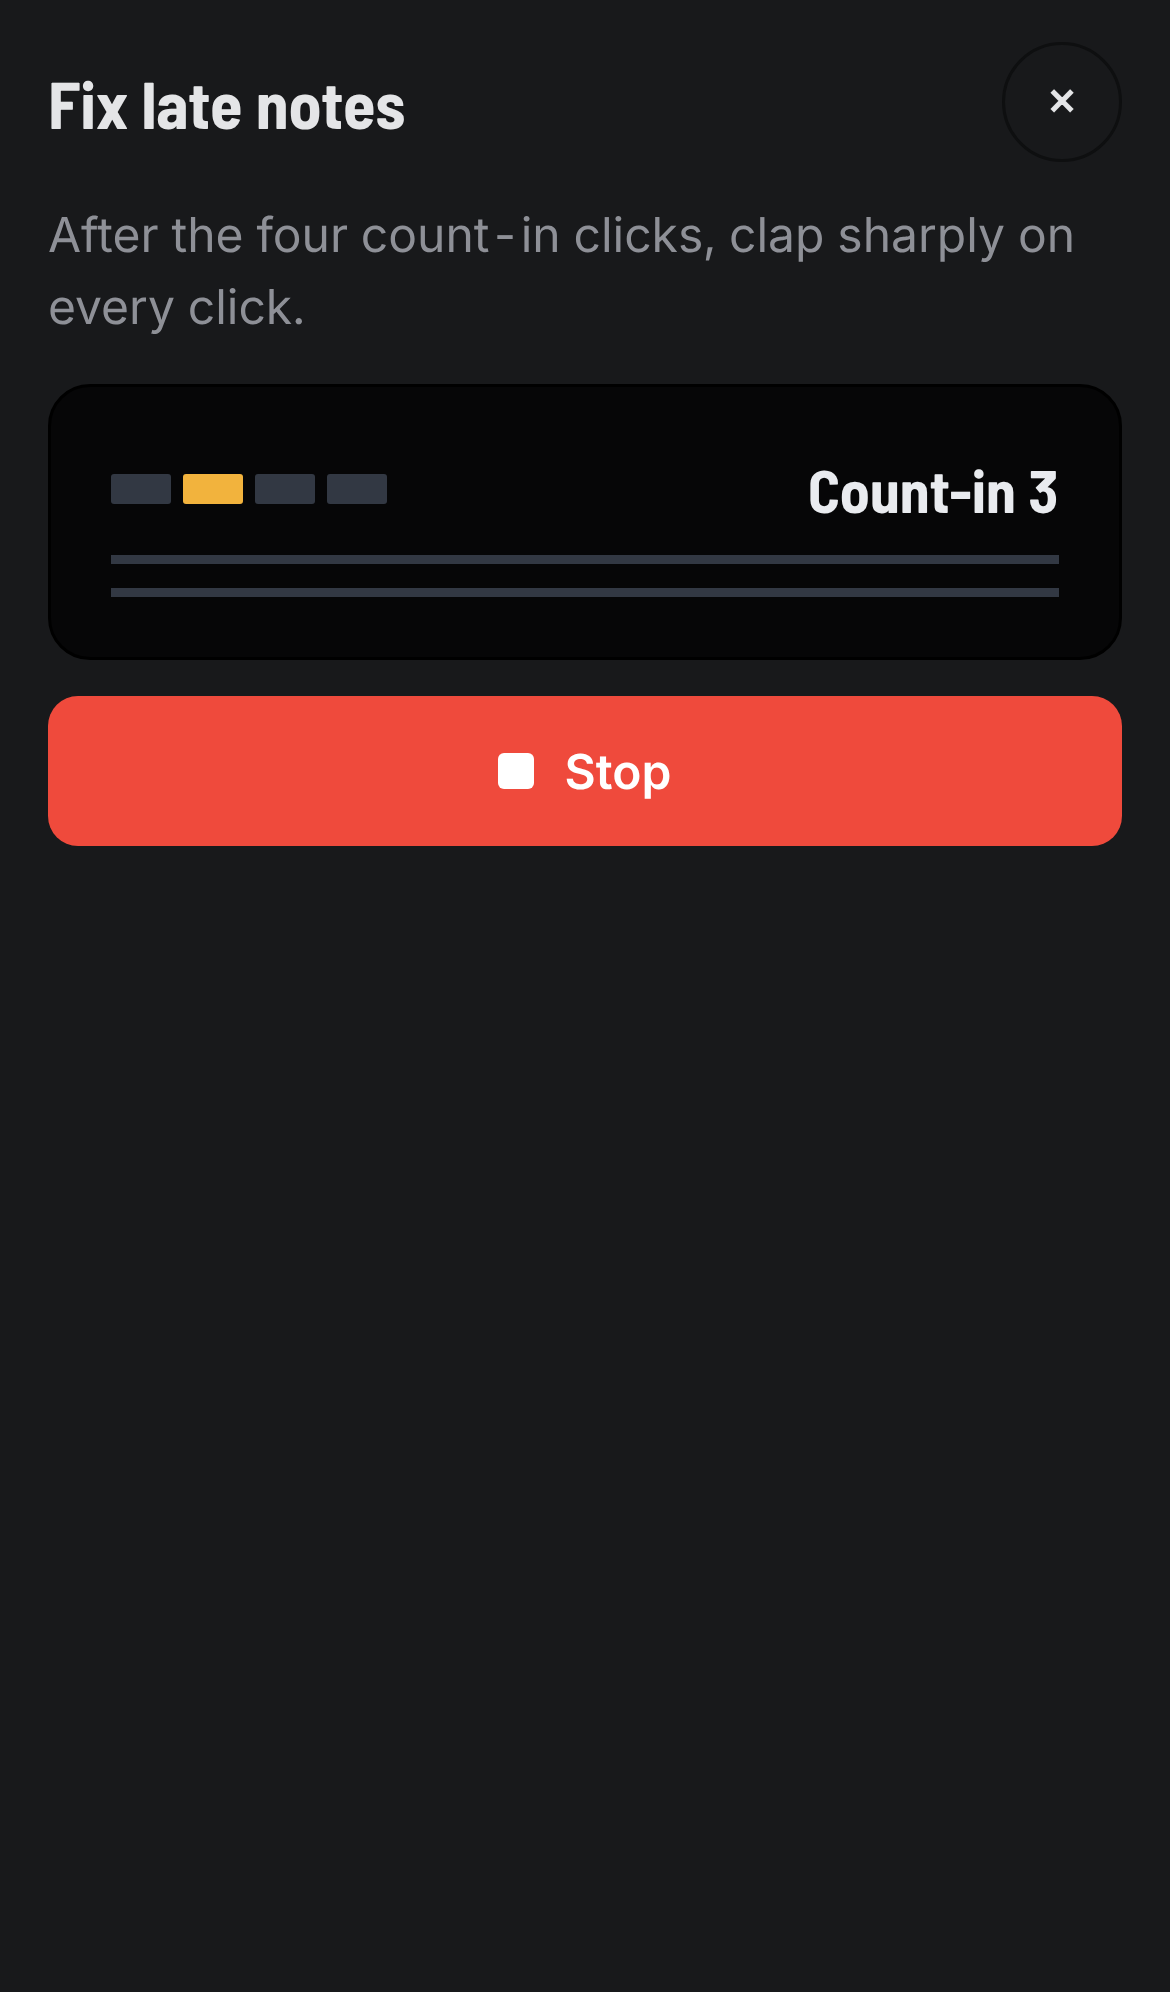 Fix late notes
×
After the four count-in clicks, clap sharply on
every click.
Count-in 3
Stop